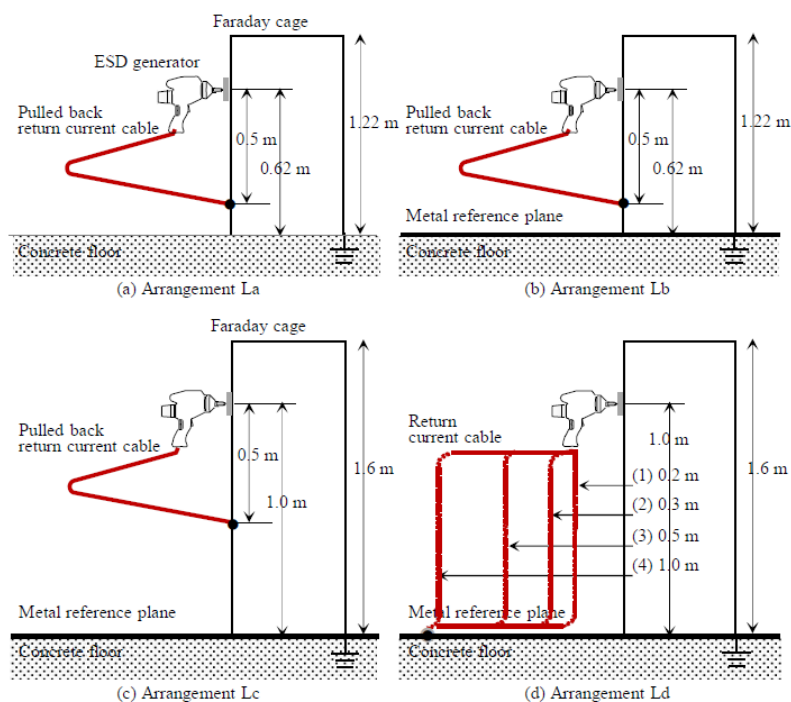 Faraday cage
ESD generator
Pulled back
return current cable
0.5 m
0.62 m
1.22 m
Concrete floor
(a) Arrangement La
Pulled back
return current cable
0.5 m
0.62 m
1.22 m
Metal reference plane
Concrete floor
(b) Arrangement Lb
Faraday cage
Pulled back
return current cable
0.5 m
1.0 m
1.6 m
Metal reference plane
Concrete floor
(c) Arrangement Lc
Return
current cable
1.0 m
(1) 0.2 m
(2) 0.3 m
(3) 0.5 m
(4) 1.0 m
1.6 m
Metal reference plane
Concrete floor
(d) Arrangement Ld